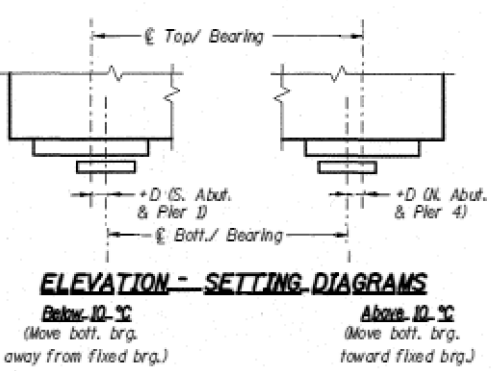 ℄ Top/ Bearing
+D (S. Abut.
& Pier 1)
+D (N. Abut.
& Pier 4)
℄ Bott./ Bearing
ELEVATION - SETTING DIAGRAMS
Below 10 °C
(Move bott. brg.
away from fixed brg.)
Above 10 °C
(Move bott. brg.
toward fixed brg.)